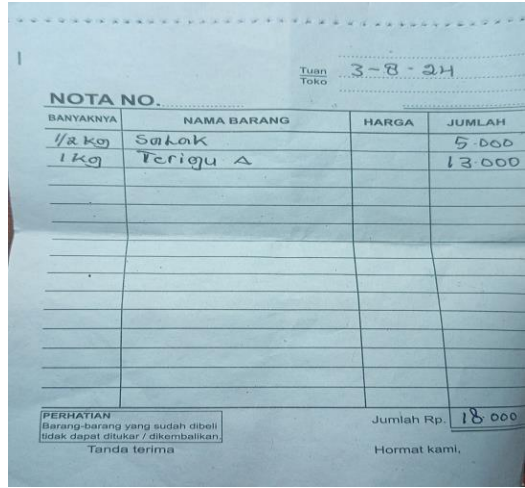 Tuan 3-8-24
Toko
NOTA NO.
BANYAKNYA NAMA BARANG HARGA JUMLAH
1/2 kg 5.000
1 kg Terigu 13.000
PERHATIAN
Barang-barang yang sudah dibeli
tidak dapat ditukar / dikembalikan.
Jumlah Rp. 18.000
Tanda terima Hormat kami,